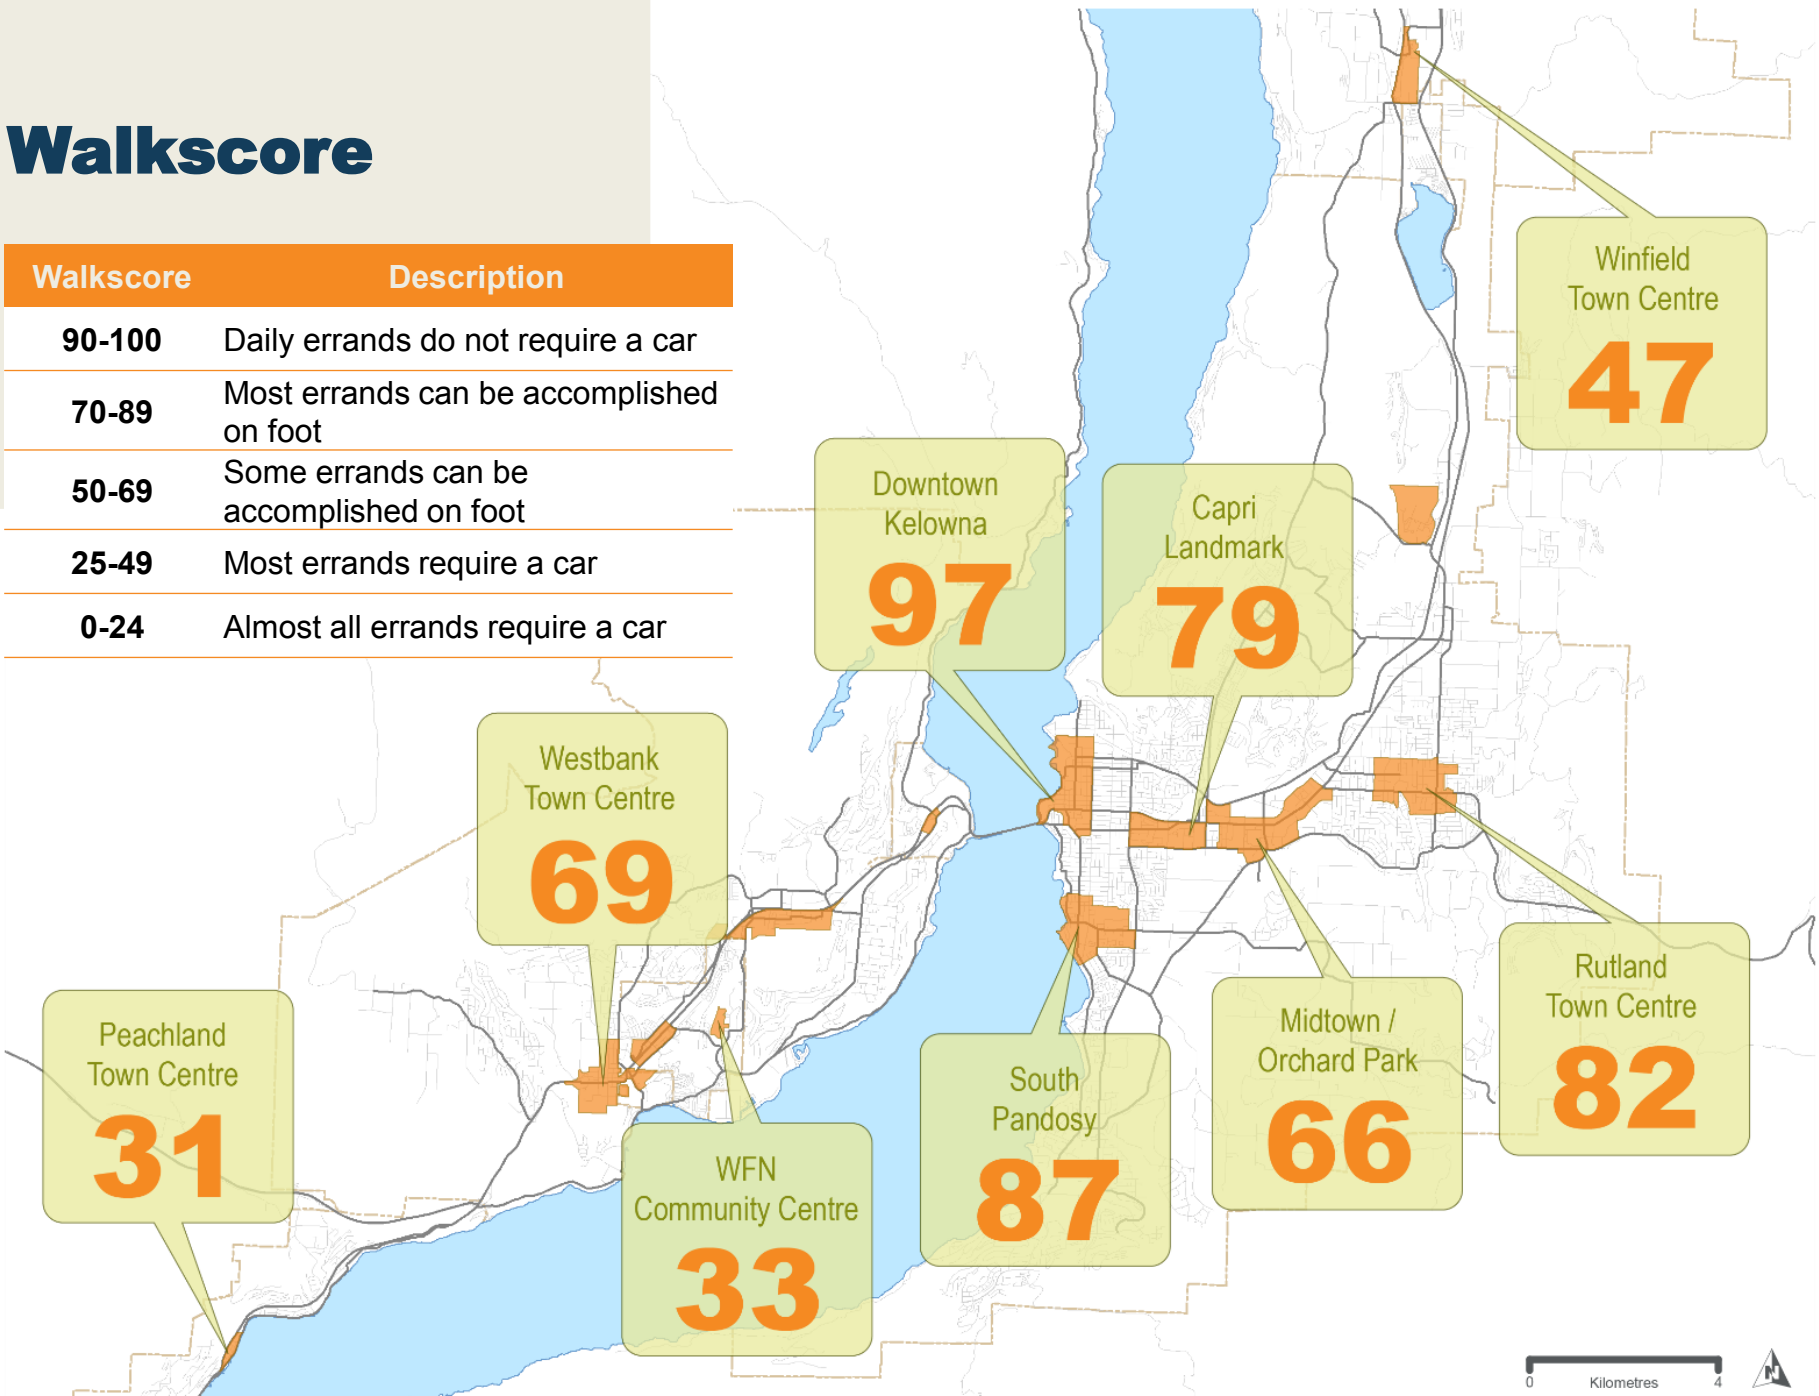 Walkscore
Walkscore Description
90-100 Daily errands do not require a car
70-89 Most errands can be accomplished
on foot
50-69 Some errands can be
accomplished on foot
25-49 Most errands require a car
0-24 Almost all errands require a car
Winfield
Town Centre
47
Downtown
Kelowna
97
Capri
Landmark
79
Westbank
Town Centre
69
Peachland
Town Centre
31
WFN
Community Centre
33
South
Pandosy
87
Midtown /
Orchard Park
66
Rutland
Town Centre
82
0 Kilometres 4
N